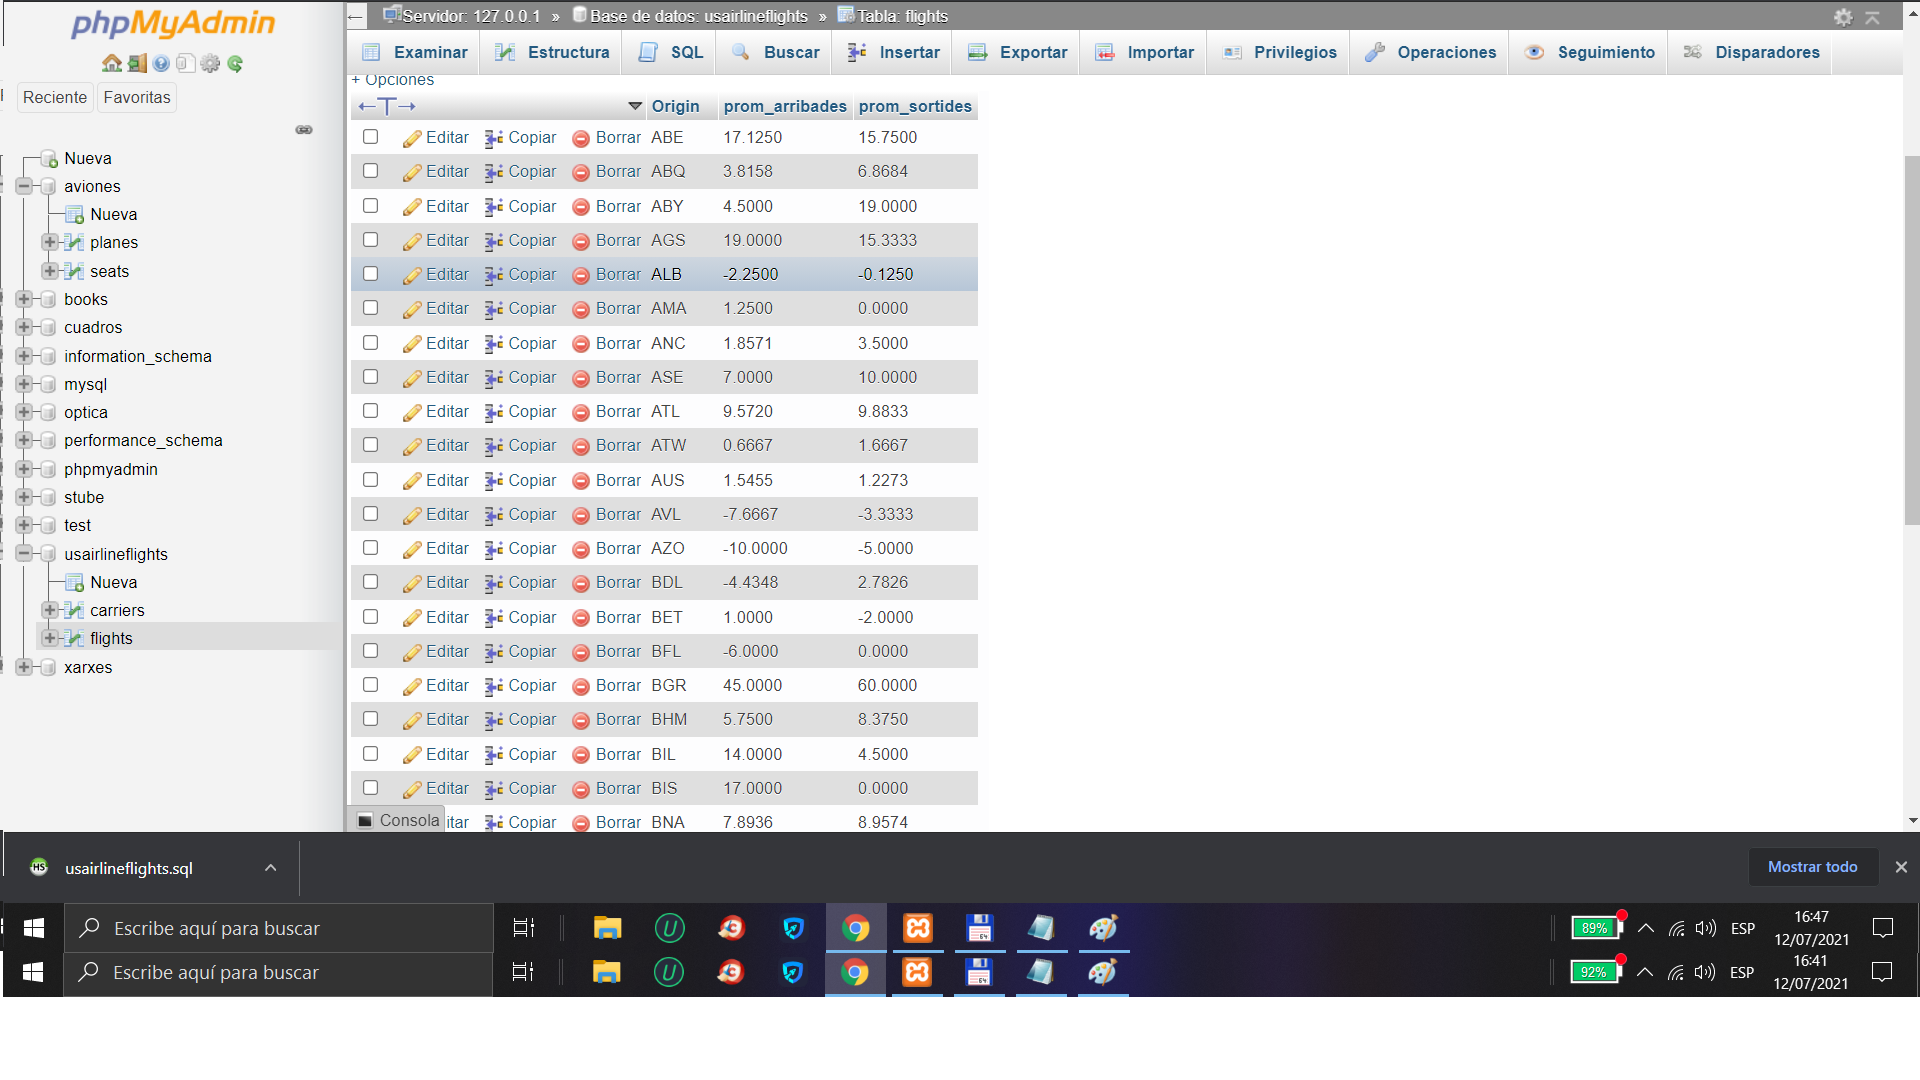 phpMyAdmin
Reciente Favoritas
Nueva
aviones
Nueva
planes
seats
books
cuadros
information_schema
mysql
optica
performance_schema
phpmyadmin
stube
test
usairlineflights
Nueva
carriers
flights
xarxes
Servidor: 127.0.0.1 » Base de datos: usairlineflights » Tabla: flights
Examinar Estructura SQL Buscar Insertar Exportar Importar Privilegios Operaciones Seguimiento Disparadores
+ Opciones
←T→ Origin prom_arribades prom_sortides
Editar Copiar Borrar ABE 17.1250 15.7500
Editar Copiar Borrar ABQ 3.8158 6.8684
Editar Copiar Borrar ABY 4.5000 19.0000
Editar Copiar Borrar AGS 19.0000 15.3333
Editar Copiar Borrar ALB -2.2500 -0.1250
Editar Copiar Borrar AMA 1.2500 0.0000
Editar Copiar Borrar ANC 1.8571 3.5000
Editar Copiar Borrar ASE 7.0000 10.0000
Editar Copiar Borrar ATL 9.5720 9.8833
Editar Copiar Borrar ATW 0.6667 1.6667
Editar Copiar Borrar AUS 1.5455 1.2273
Editar Copiar Borrar AVL -7.6667 -3.3333
Editar Copiar Borrar AZO -10.0000 -5.0000
Editar Copiar Borrar BDL -4.4348 2.7826
Editar Copiar Borrar BET 1.0000 -2.0000
Editar Copiar Borrar BFL -6.0000 0.0000
Editar Copiar Borrar BGR 45.0000 60.0000
Editar Copiar Borrar BHM 5.7500 8.3750
Editar Copiar Borrar BIL 14.0000 4.5000
Editar Copiar Borrar BIS 17.0000 0.0000
Consola itar Copiar Borrar BNA 7.8936 8.9574
HS usairlineflights.sql Mostrar todo
Escribe aquí para buscar 89% ESP 16:47
12/07/2021
Escribe aquí para buscar 92% ESP 16:41
12/07/2021